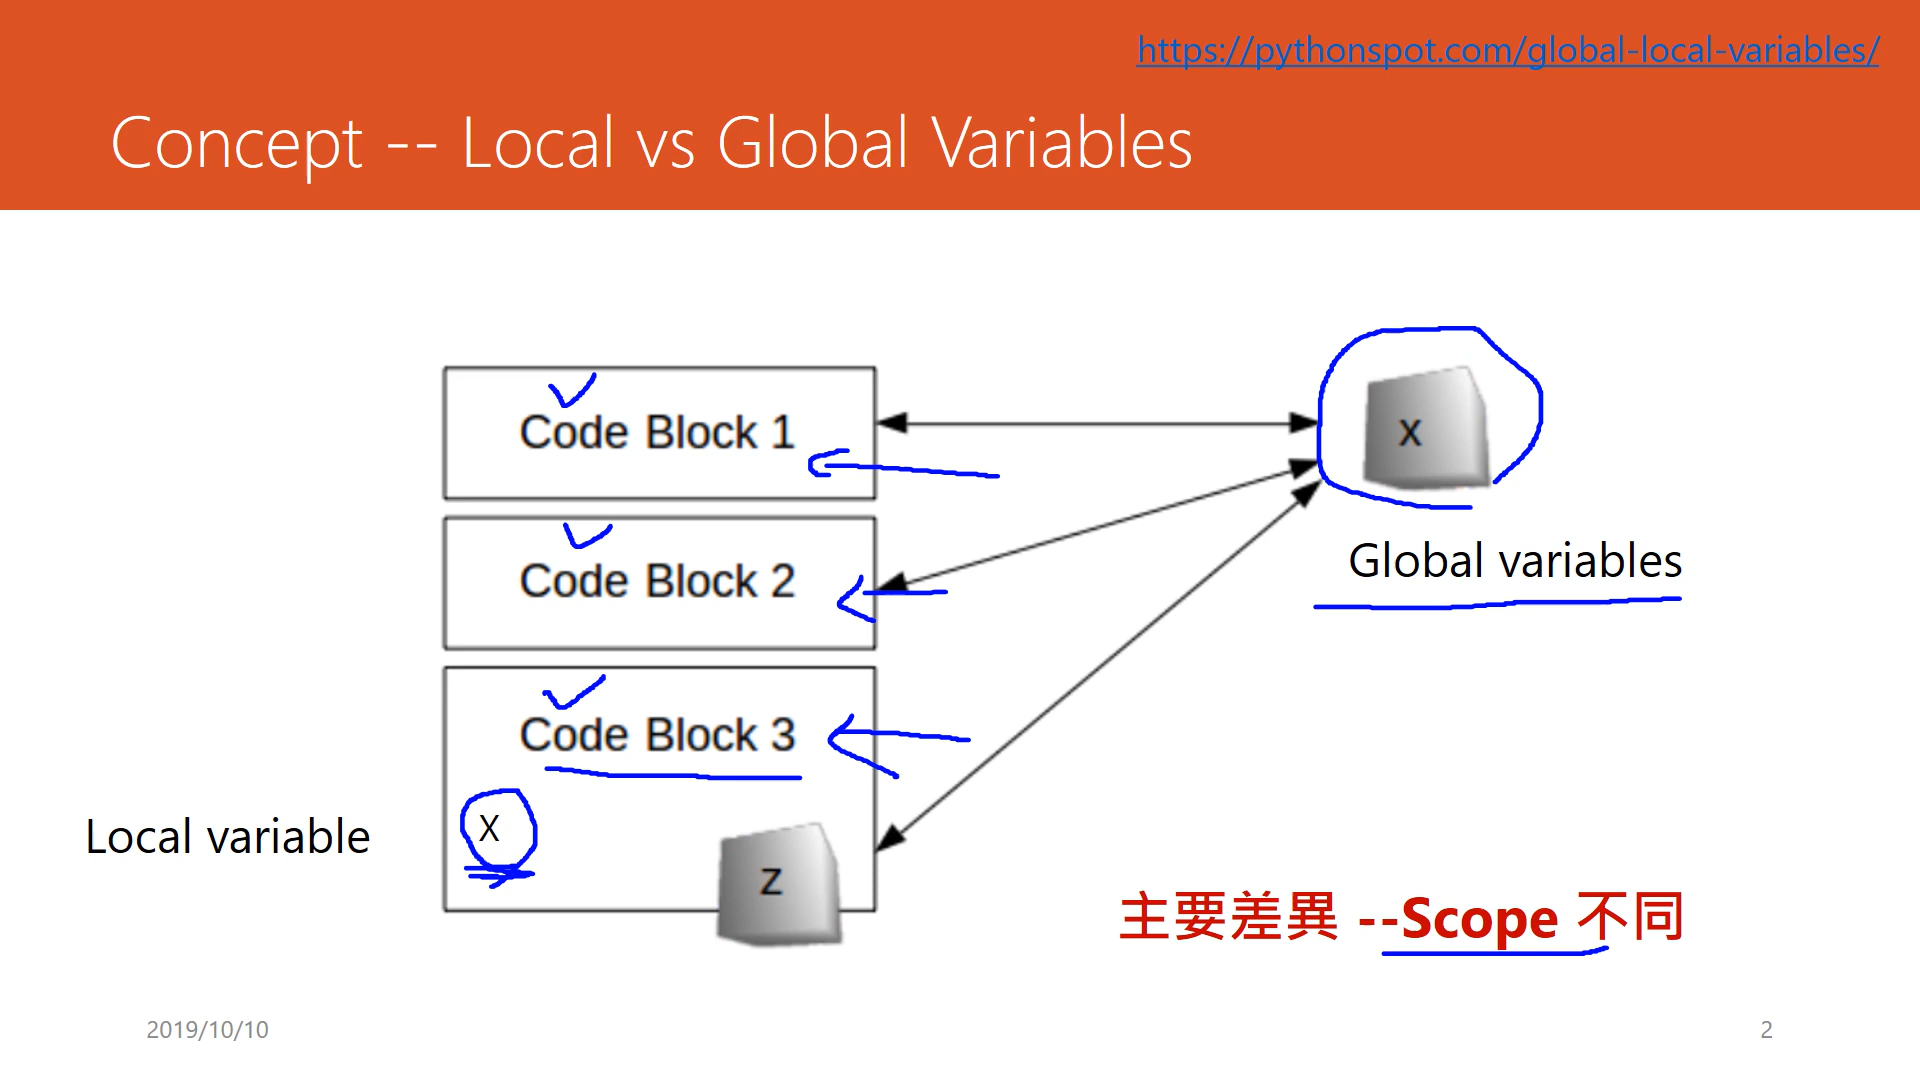 https://pythonspot.com/global-local-variables/
Concept -- Local vs Global Variables
Code Block 1
x
Code Block 2
Global variables
Code Block 3
X
Local variable
z
主要差異 --Scope 不同
2019/10/10
2